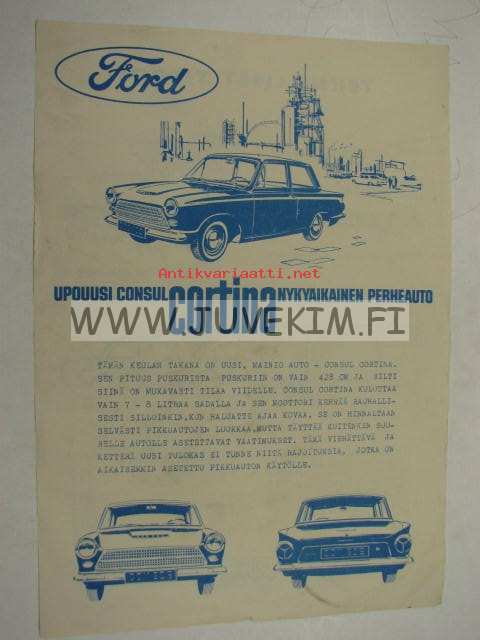 Ford
Antikvariaatti.net
UPOUUSI CONSUL cortina NYKYAIKAINEN PERHEAUTO
WWW.JUVEKIM.FI
TÄMÄN KEULAN TAKANA ON UUSI, MAINIO AUTO - CONSUL CORTINA.
SEN PITUUS PUSKURISTA PUSKURIIN ON VAIN 428 CM JA SILTI
SIINÄ ON MUKAVASTI TILAA VIIDELLE. CONSUL CORTINA KULUTTAA
VAIN 7 - 8 LITRAA SADALLA JA SEN MOOTTORI KEHRÄÄ RAUHALLI-
SESTI SILLOINKIN, KUN HALUATTE AJAA KOVAA. SE ON HINNALTAAN
SELVÄSTI PIKKUAUTOJEN LUOKKAA, MUTTA TÄYTTÄÄ KUITENKIN SUU-
RELLE AUTOLLE ASETETTAVAT VAATIMUKSET. TÄMÄ VIEHÄTTÄVÄ JA
KETTERÄ UUSI TULOKAS EI TUNNE NIITÄ RAJOITUKSIA, JOTKA ON
AIKAISEMMIN ASETETTU PIKKUAUTON KÄYTÖLLE.